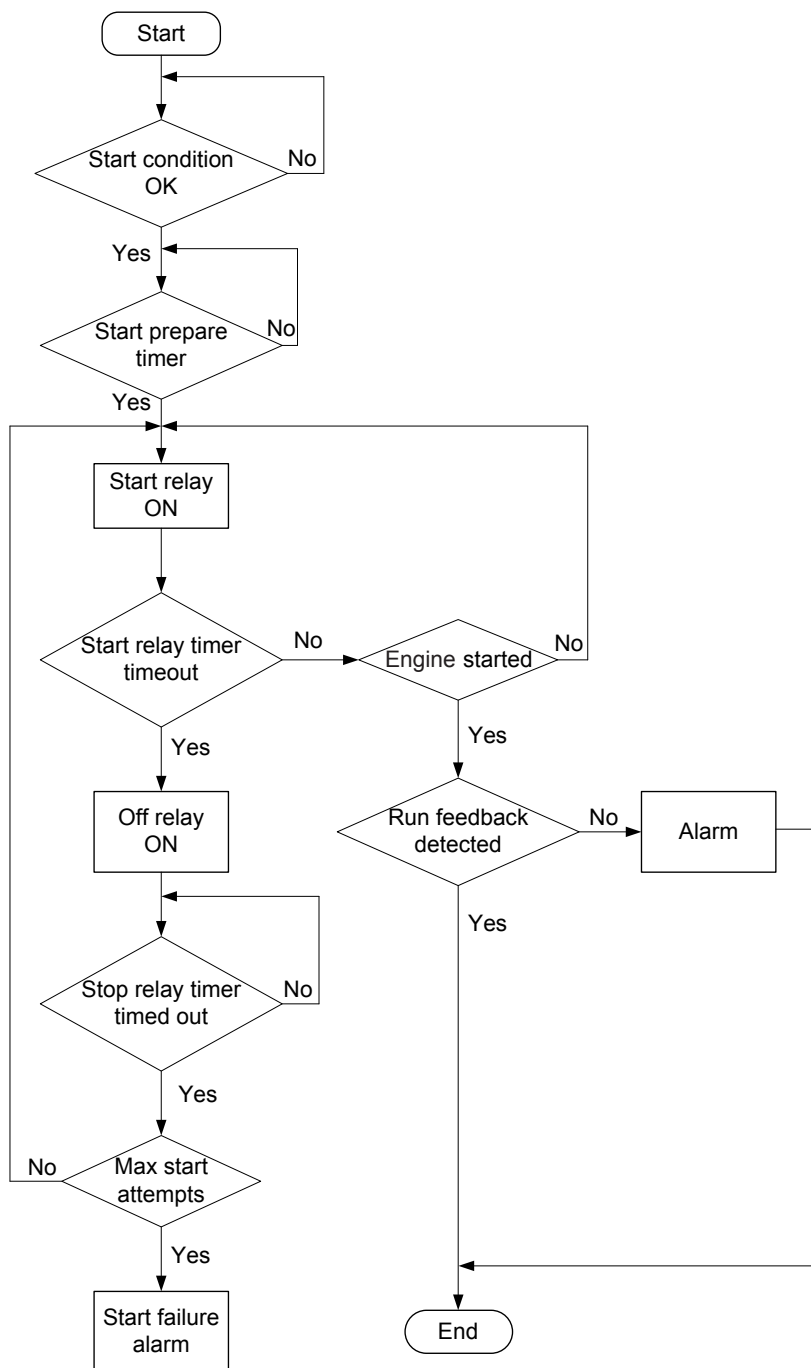 Start
Start condition
OK
No
Yes
Start prepare
timer
No
Yes
Start relay
ON
Start relay timer
timeout
No
Engine started
No
Yes
Yes
Off relay
ON
Run feedback
detected
No
Alarm
Yes
Stop relay timer
timed out
No
Yes
No
Max start
attempts
Yes
Start failure
alarm
End